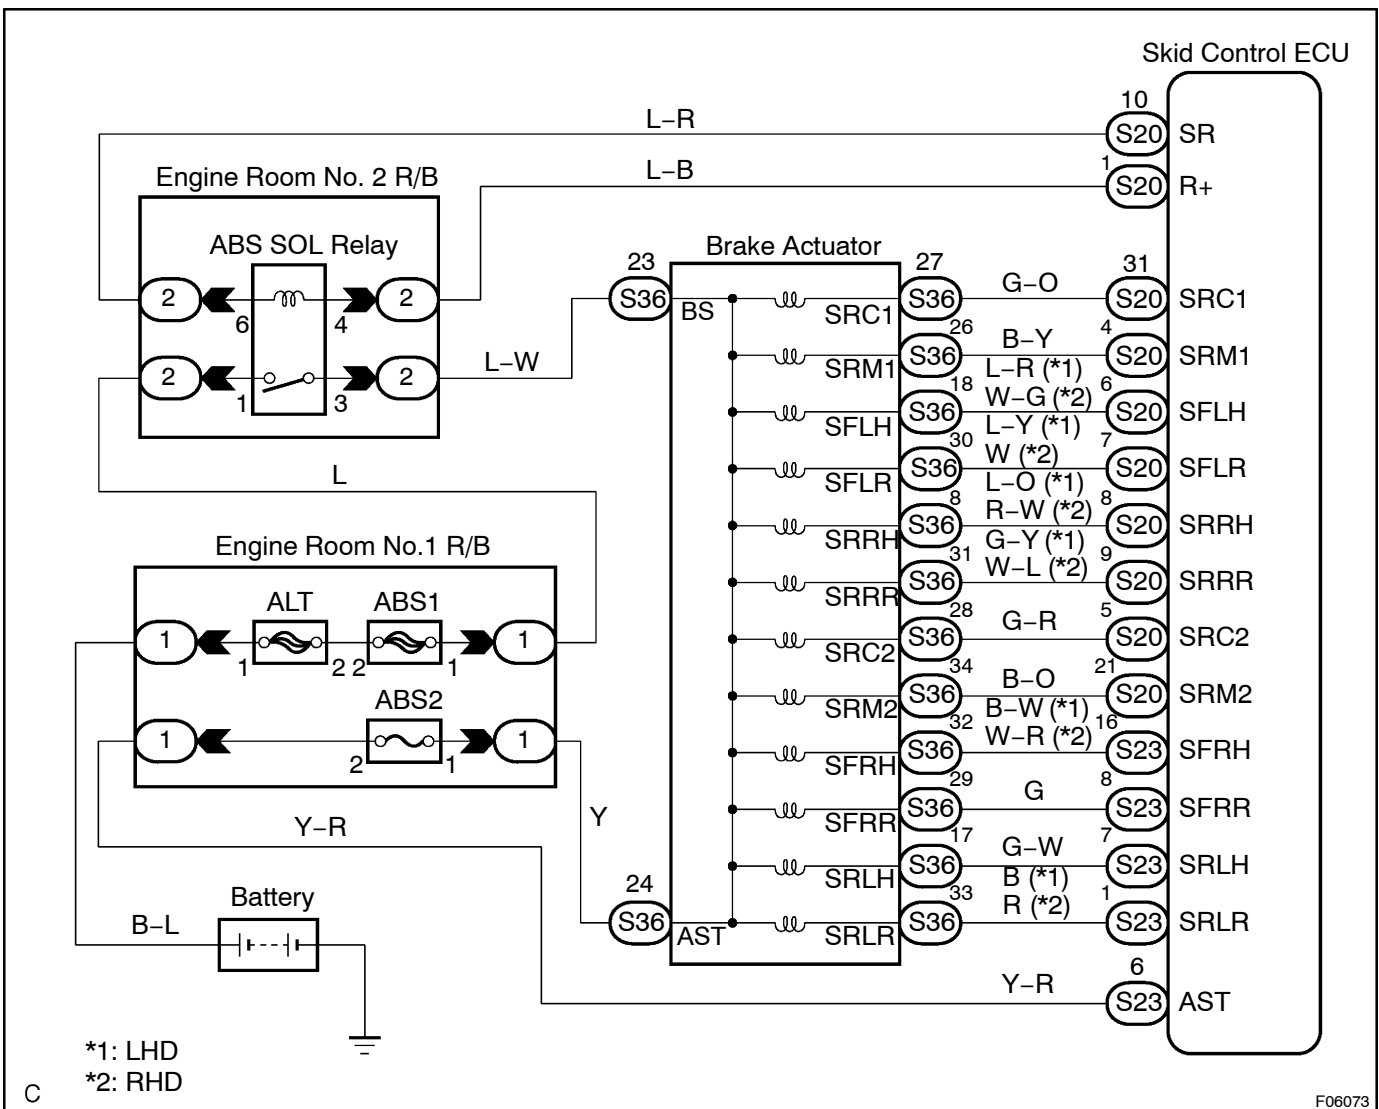 Skid Control ECU
10
L–R
S20 SR
1
L–B
S20 R+
Engine Room No. 2 R/B
ABS SOL Relay
2 6 4 2
2 1 3 2
L–W
L
Brake Actuator
23
S36 BS
27
SRC1 S36 G–O 31 S20 SRC1
26
SRM1 S36 B–Y 4 S20 SRM1
L–R (*1)
18
SFLH S36 W–G (*2) 6 S20 SFLH
L–Y (*1)
30
SFLR S36 W (*2) 7 S20 SFLR
L–O (*1)
8
SRRH S36 R–W (*2) 8 S20 SRRH
G–Y (*1)
31
SRRR S36 W–L (*2) 9 S20 SRRR
28
SRC2 S36 G–R 5 S20 SRC2
34
SRM2 S36 B–O 21 S20 SRM2
B–W (*1)
32
SFRH S36 W–R (*2) 16 S23 SFRH
29
SFRR S36 G 8 S23 SFRR
17
SRLH S36 G–W 7 S23 SRLH
B (*1)
33
SRLR S36 R (*2) 1 S23 SRLR
24
S36 AST
Y–R
6
S23 AST
Engine Room No.1 R/B
ALT ABS1
1 1 2 2 1 1
ABS2
1 2 1 1
Y–R
Y
Battery
B–L
*1: LHD
*2: RHD
C
F06073